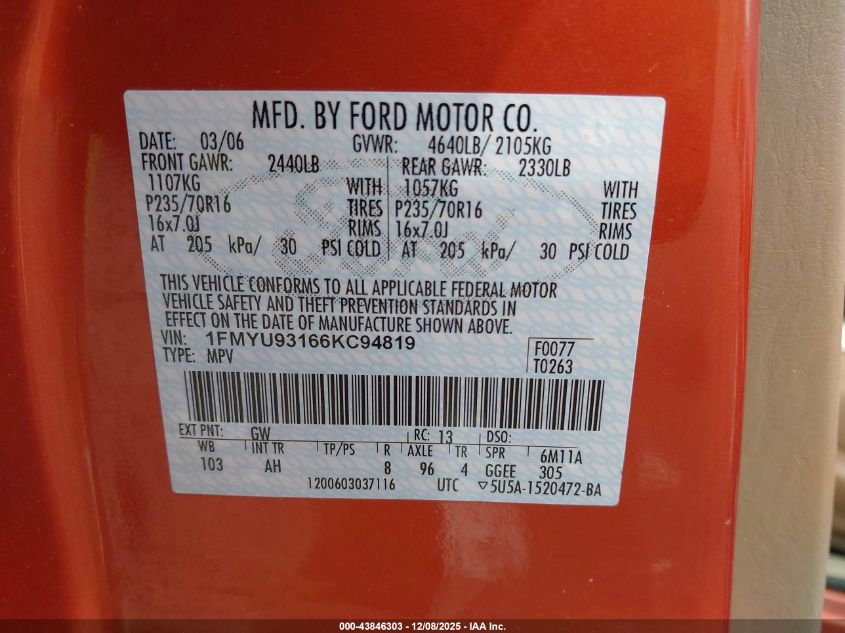 MFD. BY FORD MOTOR CO.
DATE: 03/06 GVWR: 4640LB/ 2105KG
FRONT GAWR: 2440LB REAR GAWR: 2330LB
1107KG WITH 1057KG WITH
P235/70R16 TIRES P235/70R16 TIRES
16x7.0J RIMS 16x7.0J RIMS
AT 205 kPa/ 30 PSI COLD AT 205 kPa/ 30 PSI COLD
THIS VEHICLE CONFORMS TO ALL APPLICABLE FEDERAL MOTOR
VEHICLE SAFETY AND THEFT PREVENTION STANDARDS IN
EFFECT ON THE DATE OF MANUFACTURE SHOWN ABOVE.
VIN: 1FMYU93166KC94819 F0077
TYPE: MPV T0263
EXT PNT: GW RC: 13 DSO:
WB INT TR TP/PS R AXLE TR SPR 6M11A
103 AH 8 96 4 GGEE 305
1200603037116 UTC ▽5U5A-1520472-BA
000-43846303 - 12/08/2025 - IAA Inc.